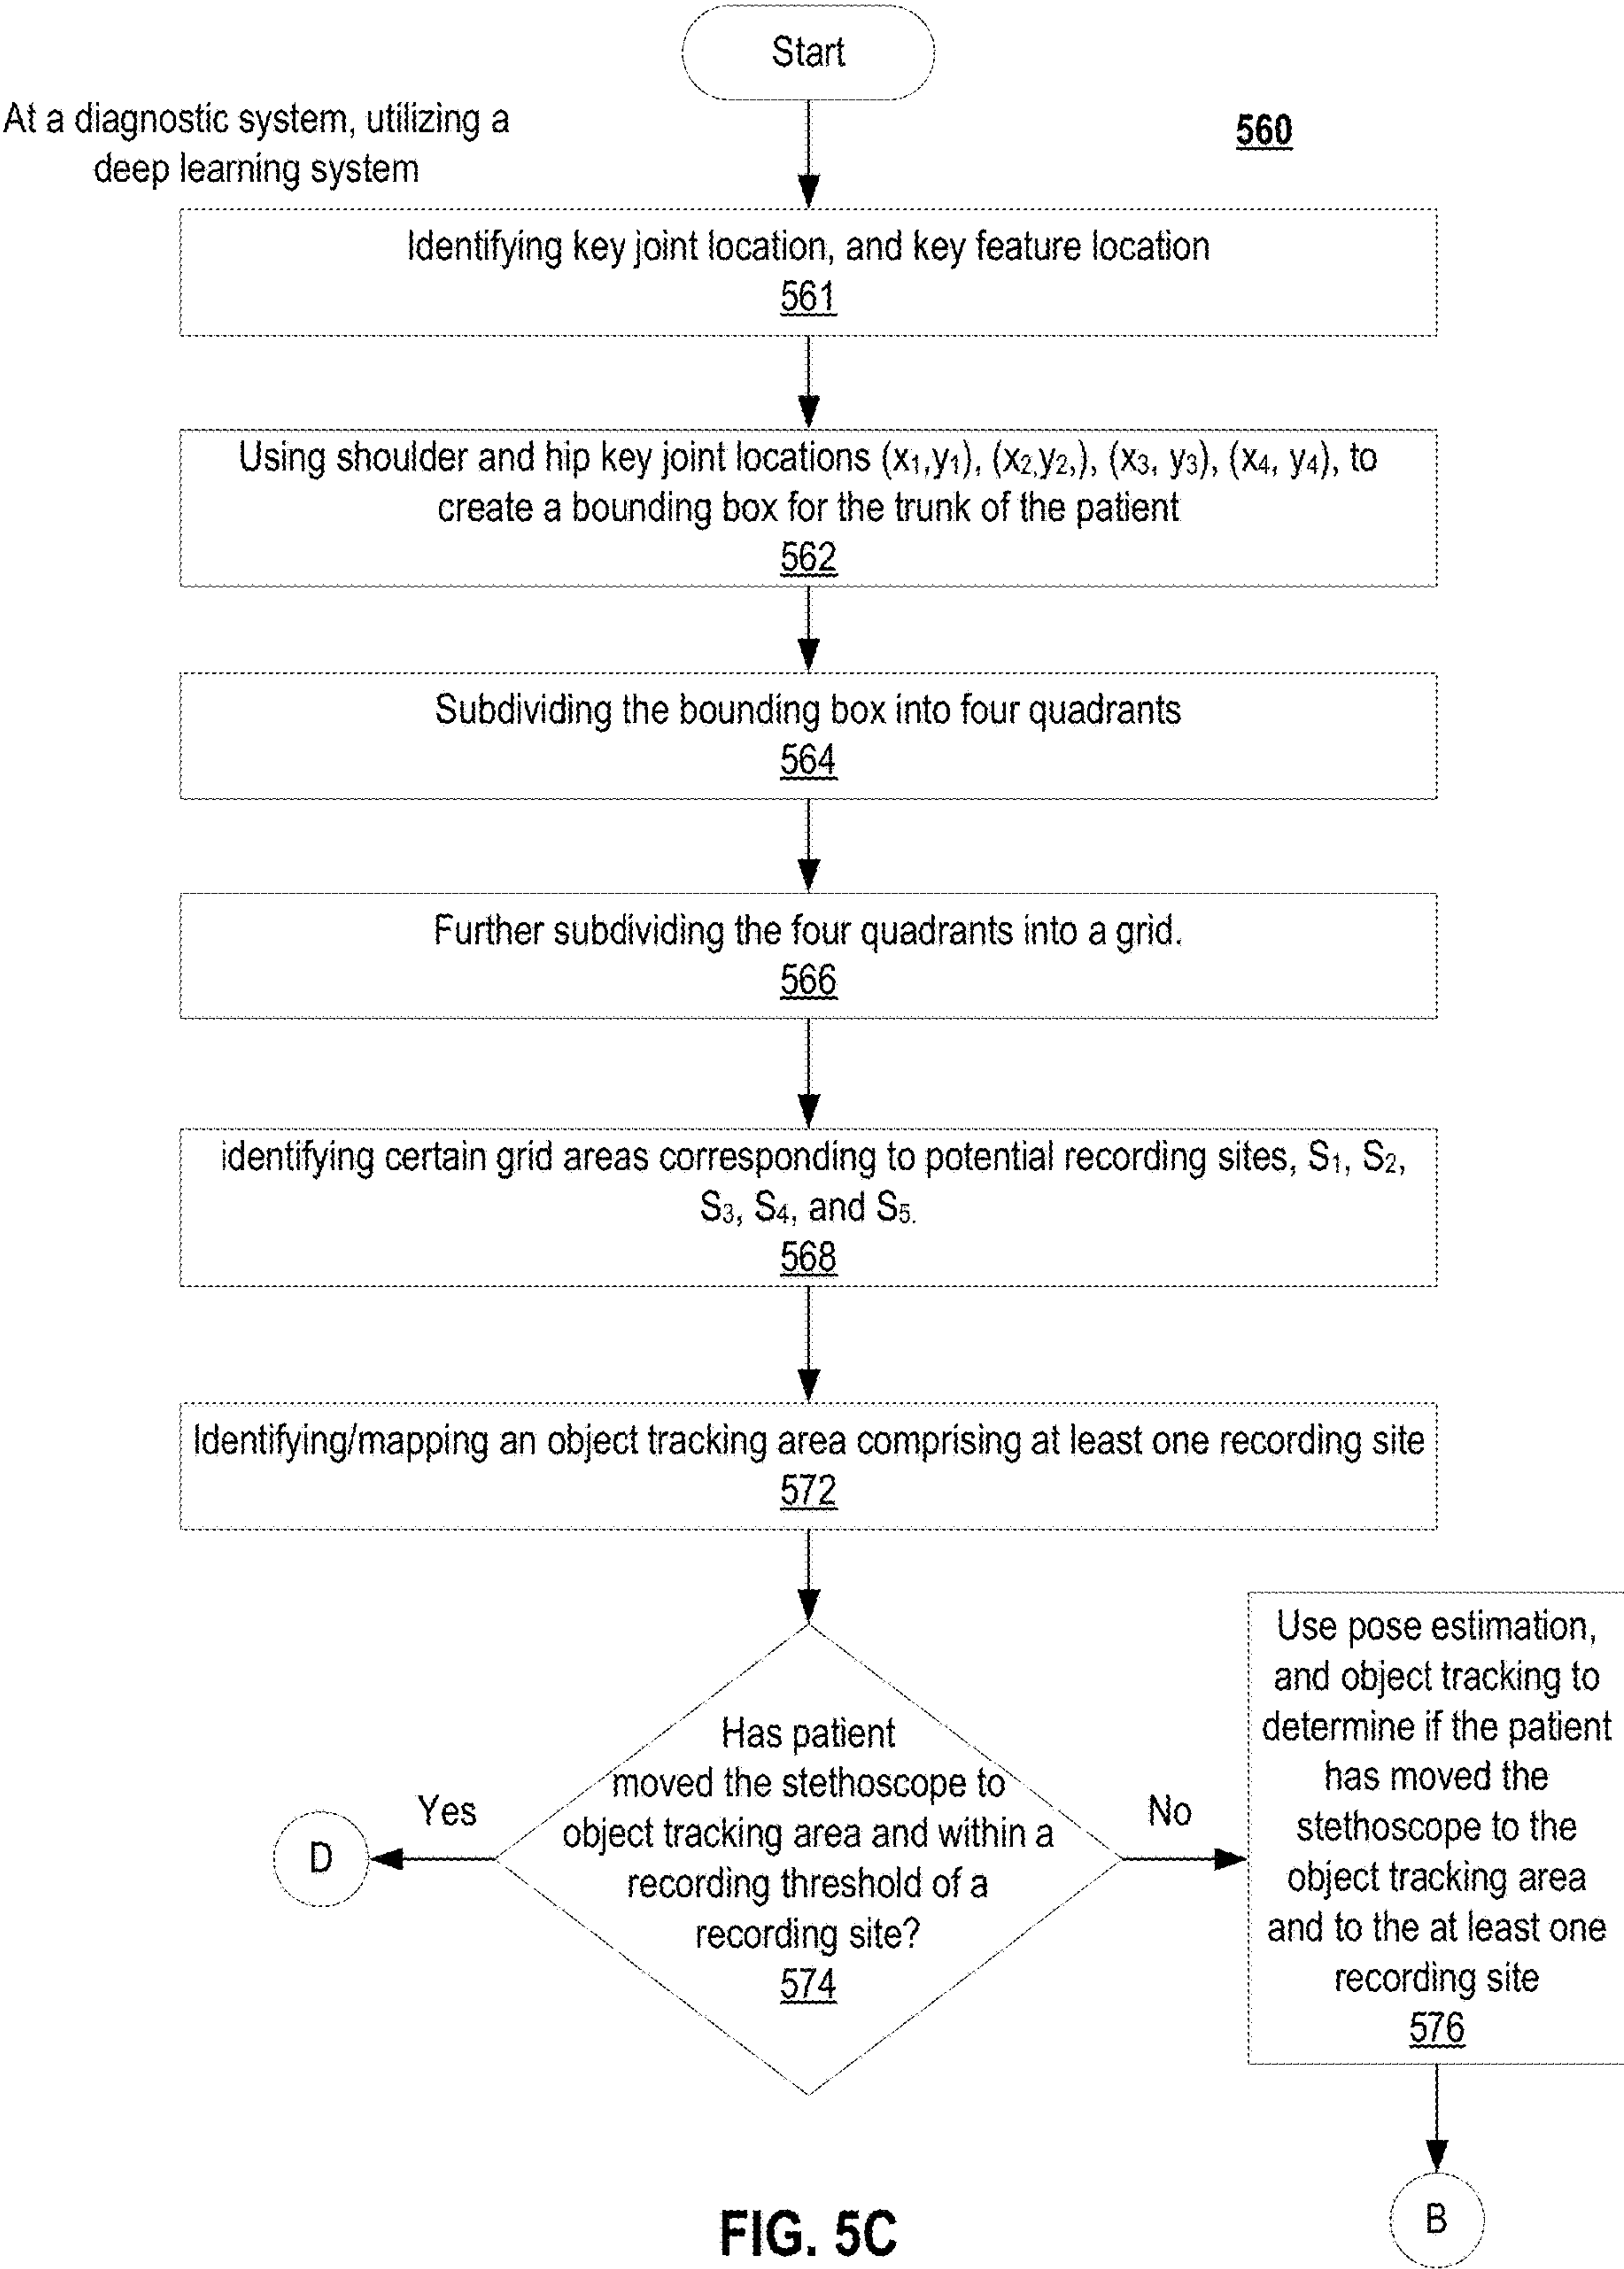 Start
At a diagnostic system, utilizing a
deep learning system
560
Identifying key joint location, and key feature location
561
Using shoulder and hip key joint locations (x₁,y₁), (x₂,y₂,), (x₃, y₃), (x₄, y₄), to
create a bounding box for the trunk of the patient
562
Subdividing the bounding box into four quadrants
564
Further subdividing the four quadrants into a grid.
566
identifying certain grid areas corresponding to potential recording sites, S₁, S₂,
S₃, S₄, and S₅.
568
Identifying/mapping an object tracking area comprising at least one recording site
572
Has patient
moved the stethoscope to
object tracking area and within a
recording threshold of a
recording site?
574
Yes
D
No
Use pose estimation,
and object tracking to
determine if the patient
has moved the
stethoscope to the
object tracking area
and to the at least one
recording site
576
B
FIG. 5C